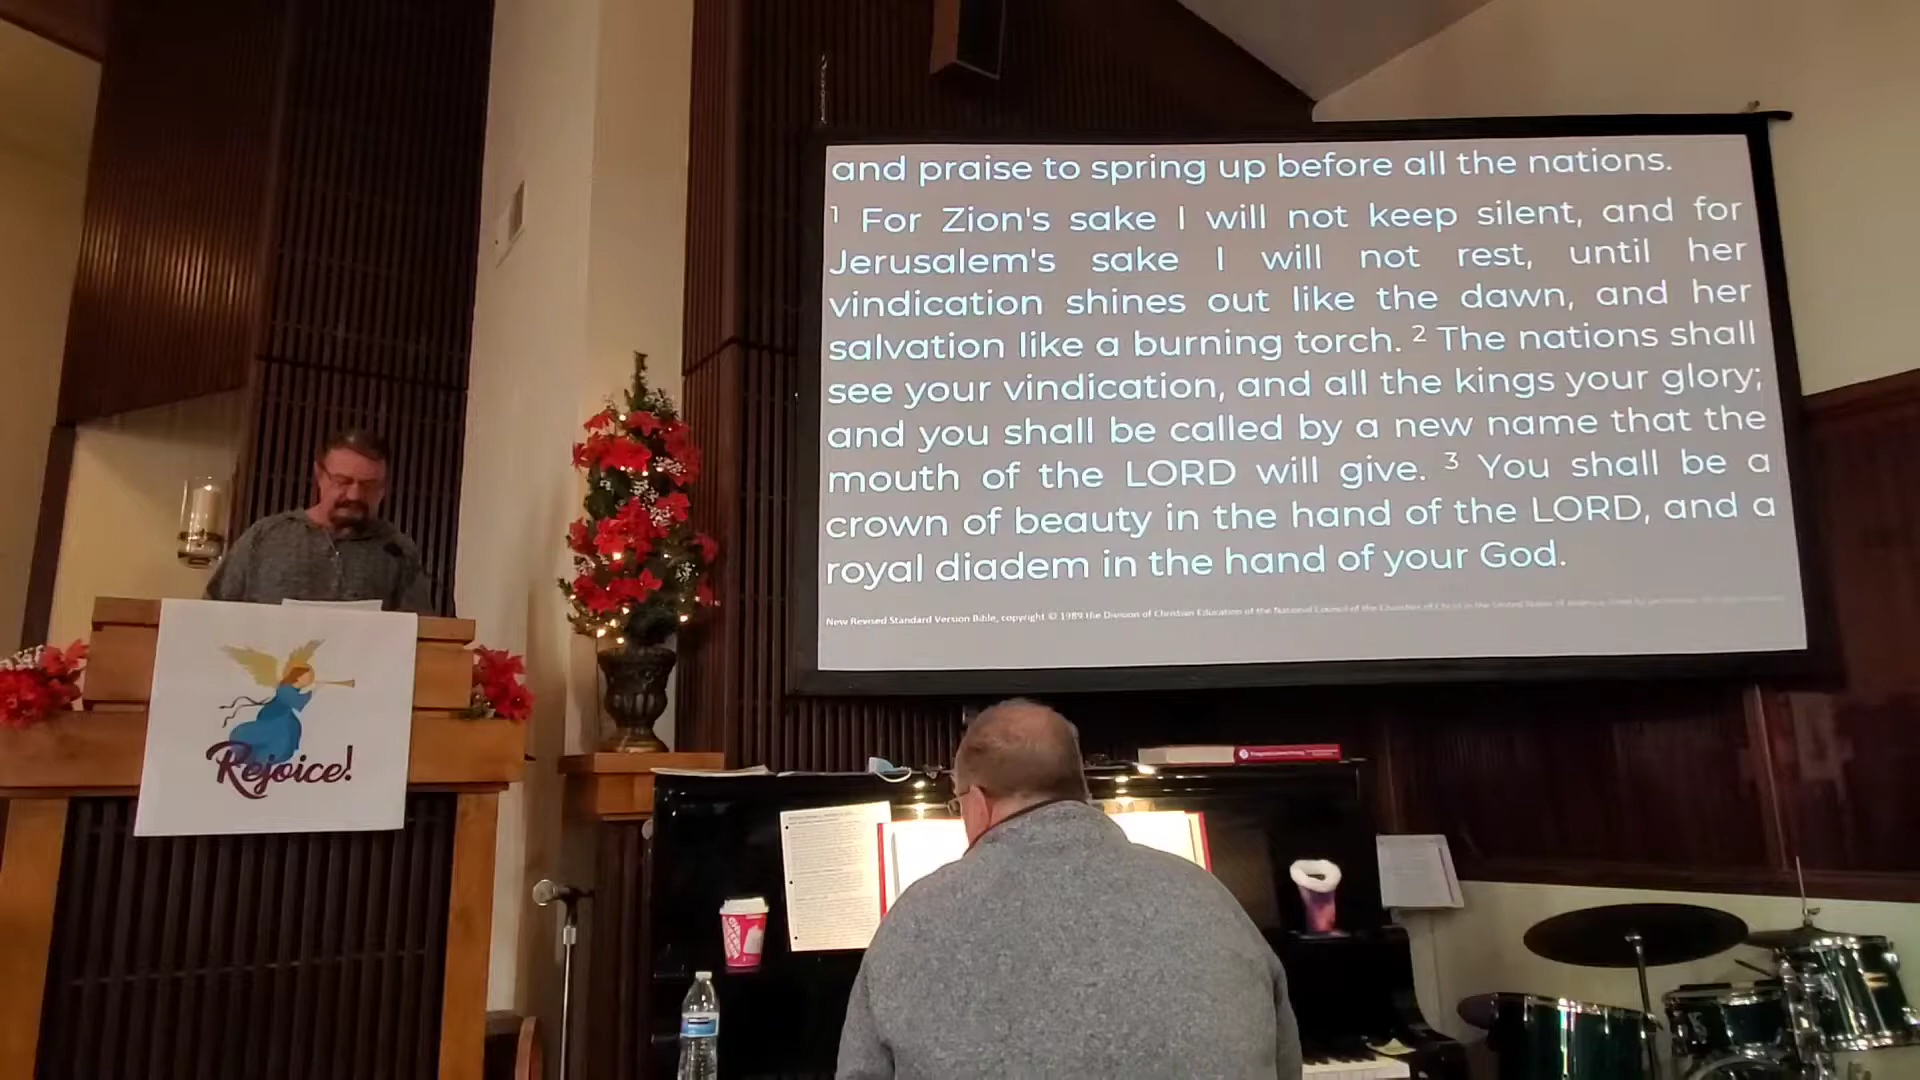 and praise to spring up before all the nations.
1 For Zion's sake I will not keep silent, and for
Jerusalem's sake I will not rest, until her
vindication shines out like the dawn, and her
salvation like a burning torch. 2 The nations shall
see your vindication, and all the kings your glory;
and you shall be called by a new name that the
mouth of the LORD will give. 3 You shall be a
crown of beauty in the hand of the LORD, and a
royal diadem in the hand of your God.
New Revised Standard Version Bible, copyright © 1989 the Division of Christian Education of the National Council of the Churches of Christ in the United States of America
Rejoice!